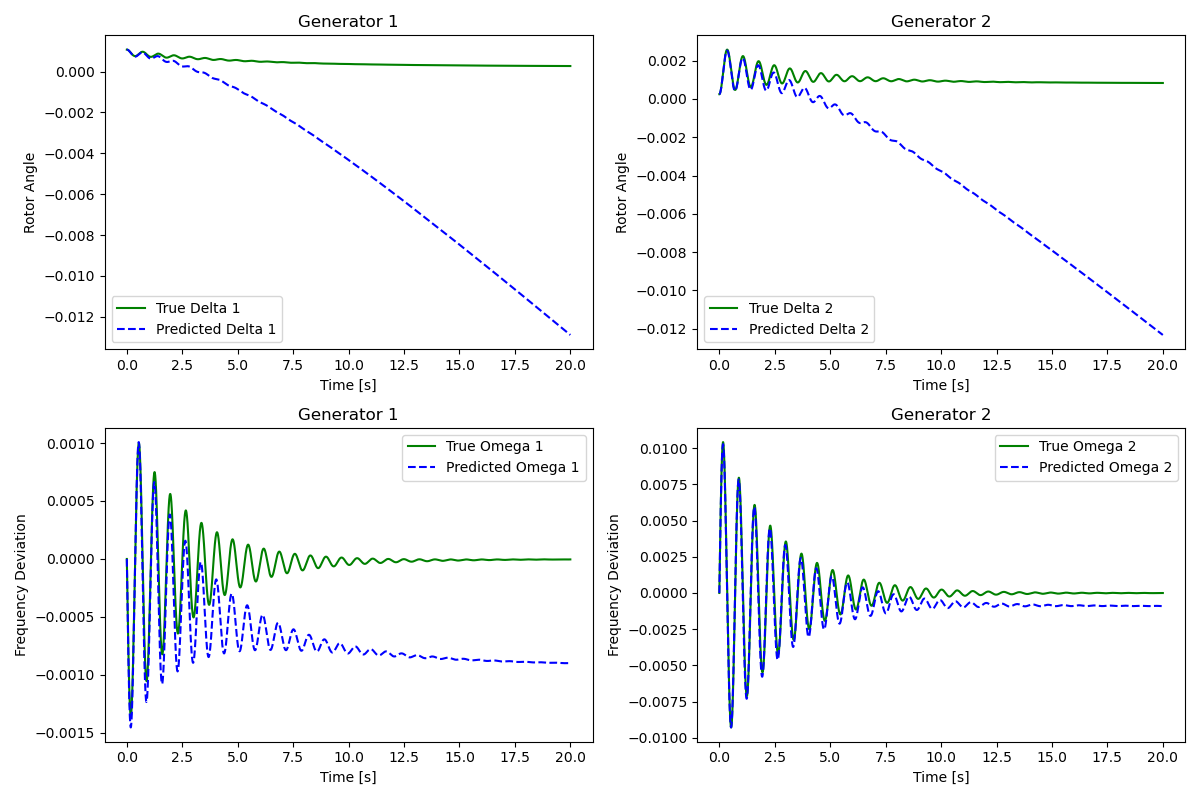 Generator 1
Rotor Angle
0.000
−0.002
−0.004
−0.006
−0.008
−0.010
−0.012
True Delta 1
Predicted Delta 1
0.0 2.5 5.0 7.5 10.0 12.5 15.0 17.5 20.0
Time [s]
Generator 2
Rotor Angle
0.002
0.000
−0.002
−0.004
−0.006
−0.008
−0.010
−0.012
True Delta 2
Predicted Delta 2
0.0 2.5 5.0 7.5 10.0 12.5 15.0 17.5 20.0
Time [s]
Generator 1
Frequency Deviation
0.0010
0.0005
0.0000
−0.0005
−0.0010
−0.0015
True Omega 1
Predicted Omega 1
0.0 2.5 5.0 7.5 10.0 12.5 15.0 17.5 20.0
Time [s]
Generator 2
Frequency Deviation
0.0100
0.0075
0.0050
0.0025
0.0000
−0.0025
−0.0050
−0.0075
−0.0100
True Omega 2
Predicted Omega 2
0.0 2.5 5.0 7.5 10.0 12.5 15.0 17.5 20.0
Time [s]